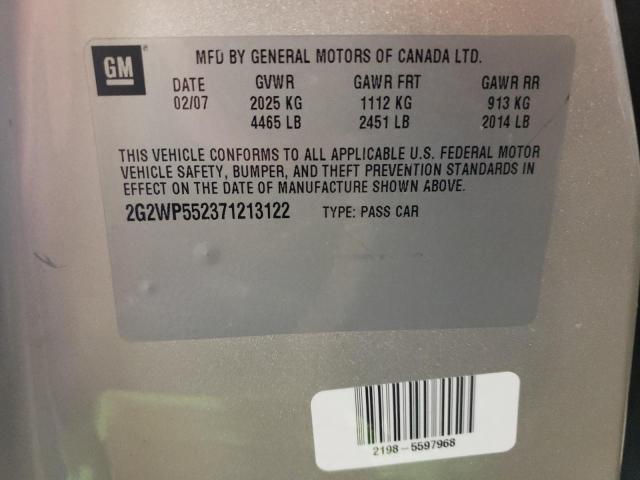 GM
MFD BY GENERAL MOTORS OF CANADA LTD.
DATE GVWR GAWR FRT GAWR RR
02/07 2025 KG 1112 KG 913 KG
4465 LB 2451 LB 2014 LB
THIS VEHICLE CONFORMS TO ALL APPLICABLE U.S. FEDERAL MOTOR
VEHICLE SAFETY, BUMPER, AND THEFT PREVENTION STANDARDS IN
EFFECT ON THE DATE OF MANUFACTURE SHOWN ABOVE.
2G2WP552371213122 TYPE: PASS CAR
2198-5597968